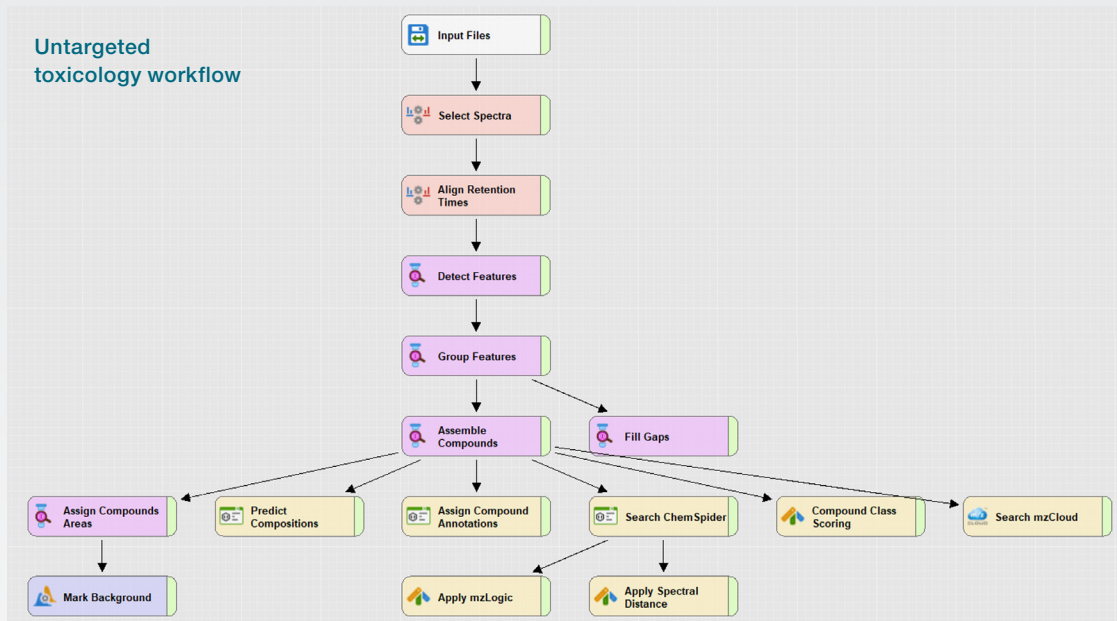 Untargeted
toxicology workflow
Input Files
Select Spectra
Align Retention
Times
Detect Features
Group Features
Assemble
Compounds
Fill Gaps
Assign Compounds
Areas
Predict
Compositions
Assign Compound
Annotations
Search ChemSpider
Compound Class
Scoring
CLOUD
Search mzCloud
Mark Background
Apply mzLogic
Apply Spectral
Distance